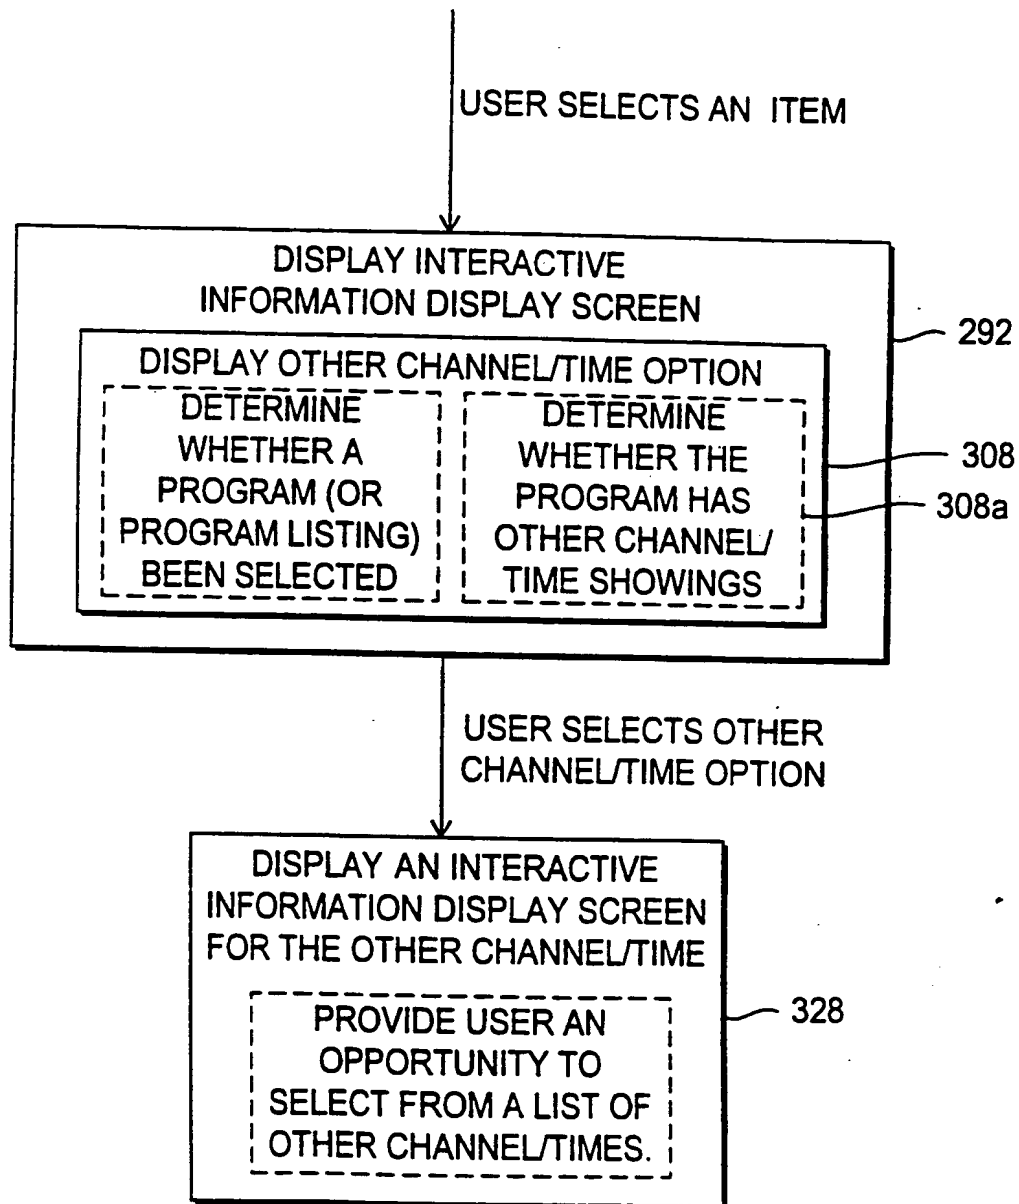 USER SELECTS AN ITEM
DISPLAY INTERACTIVE
INFORMATION DISPLAY SCREEN
292
DISPLAY OTHER CHANNEL/TIME OPTION
DETERMINE
WHETHER A
PROGRAM (OR
PROGRAM LISTING)
BEEN SELECTED
DETERMINE
WHETHER THE
PROGRAM HAS
OTHER CHANNEL/
TIME SHOWINGS
308
308a
USER SELECTS OTHER
CHANNEL/TIME OPTION
DISPLAY AN INTERACTIVE
INFORMATION DISPLAY SCREEN
FOR THE OTHER CHANNEL/TIME
328
PROVIDE USER AN
OPPORTUNITY TO
SELECT FROM A LIST OF
OTHER CHANNEL/TIMES.